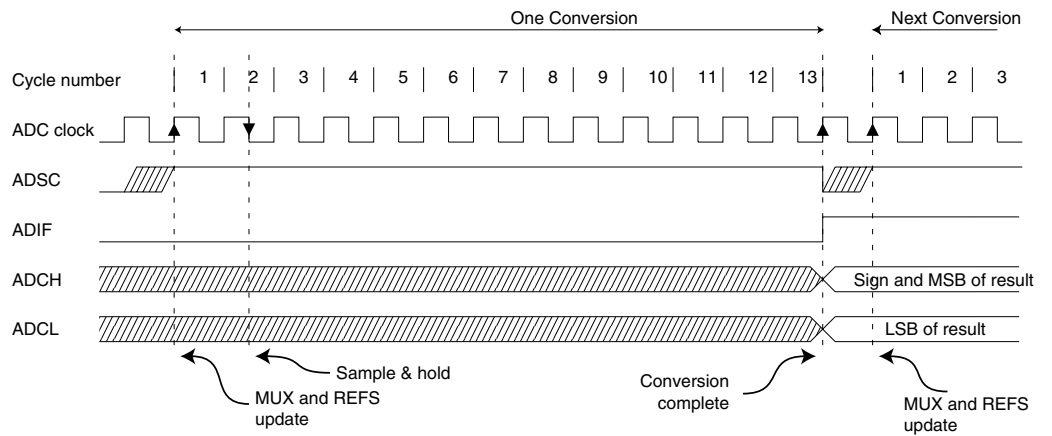 One Conversion
Next Conversion
Cycle number
1 2 3 4 5 6 7 8 9 10 11 12 13 1 2 3
ADC clock
ADSC
ADIF
ADCH
Sign and MSB of result
ADCL
LSB of result
Sample & hold
MUX and REFS
update
Conversion
complete
MUX and REFS
update